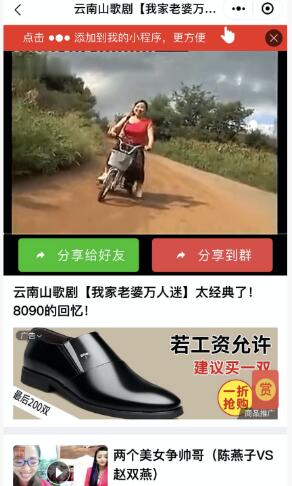 云南山歌剧【我家老婆万...
点击 ●●● 添加到我的小程序，更方便
分享给好友
分享到群
云南山歌剧【我家老婆万人迷】太经典了！
8090的回忆！
广告
若工资允许
建议买一双
一折
抢购
赏
最后200双
商品推广
两个美女争帅哥（陈燕子VS
赵双燕）